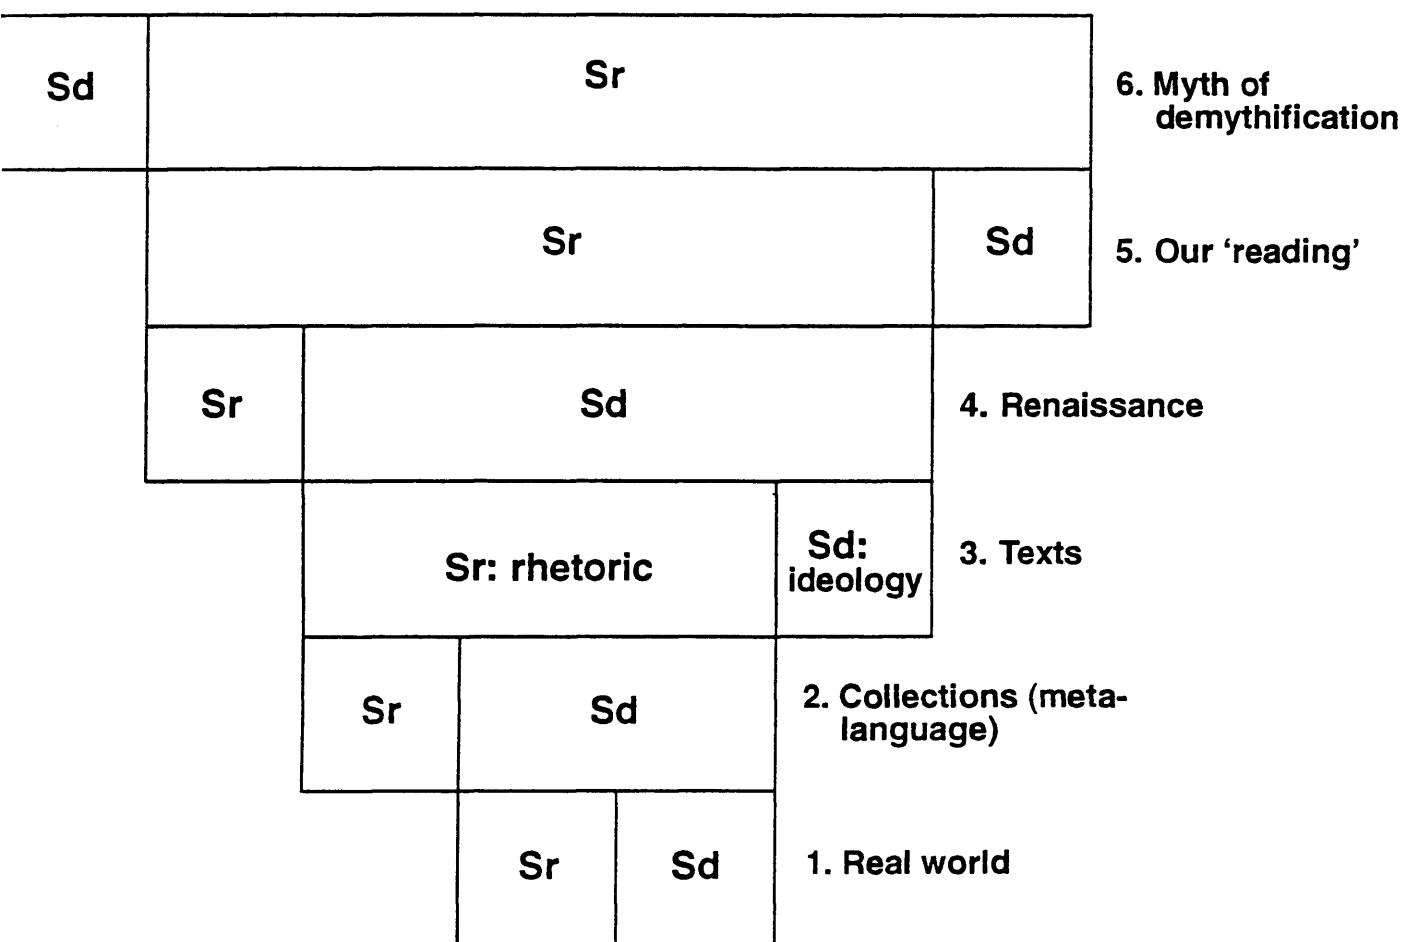 Sd Sr 6. Myth of
demythification
Sr Sd 5. Our ‘reading’
Sr Sd 4. Renaissance
Sr: rhetoric Sd:
ideology 3. Texts
Sr Sd 2. Collections (meta-
language)
Sr Sd 1. Real world